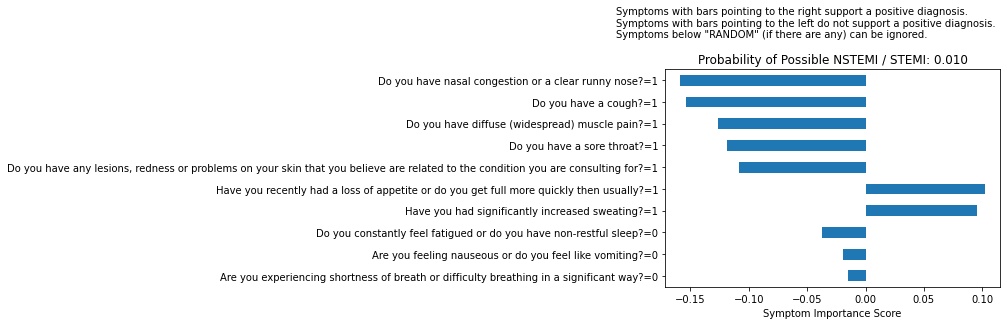 Symptoms with bars pointing to the right support a positive diagnosis.
Symptoms with bars pointing to the left do not support a positive diagnosis.
Symptoms below "RANDOM" (if there are any) can be ignored.
Probability of Possible NSTEMI / STEMI: 0.010
Do you have nasal congestion or a clear runny nose?=1
Do you have a cough?=1
Do you have diffuse (widespread) muscle pain?=1
Do you have a sore throat?=1
Do you have any lesions, redness or problems on your skin that you believe are related to the condition you are consulting for?=1
Have you recently had a loss of appetite or do you get full more quickly then usually?=1
Have you had significantly increased sweating?=1
Do you constantly feel fatigued or do you have non-restful sleep?=0
Are you feeling nauseous or do you feel like vomiting?=0
Are you experiencing shortness of breath or difficulty breathing in a significant way?=0
−0.15 −0.10 −0.05 0.00 0.05 0.10
Symptom Importance Score